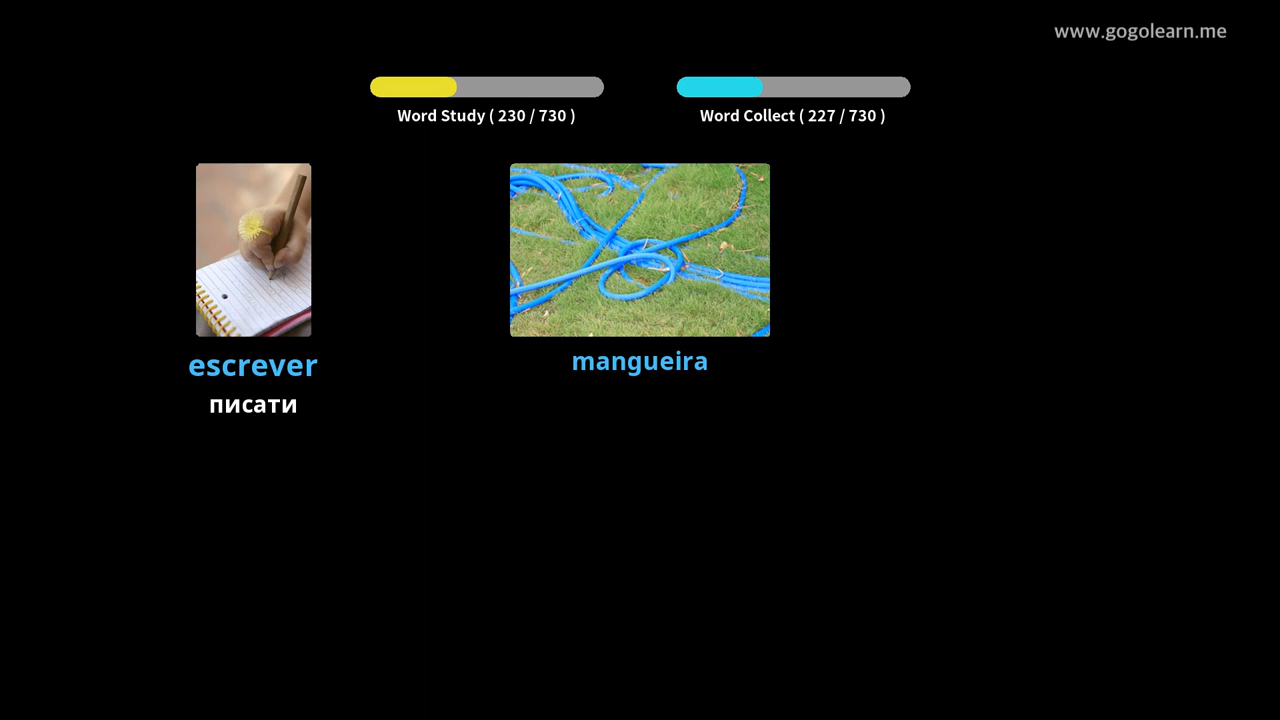 www.gogolearn.me
Word Study ( 230 / 730 )
Word Collect ( 227 / 730 )
escrever
писати
mangueira